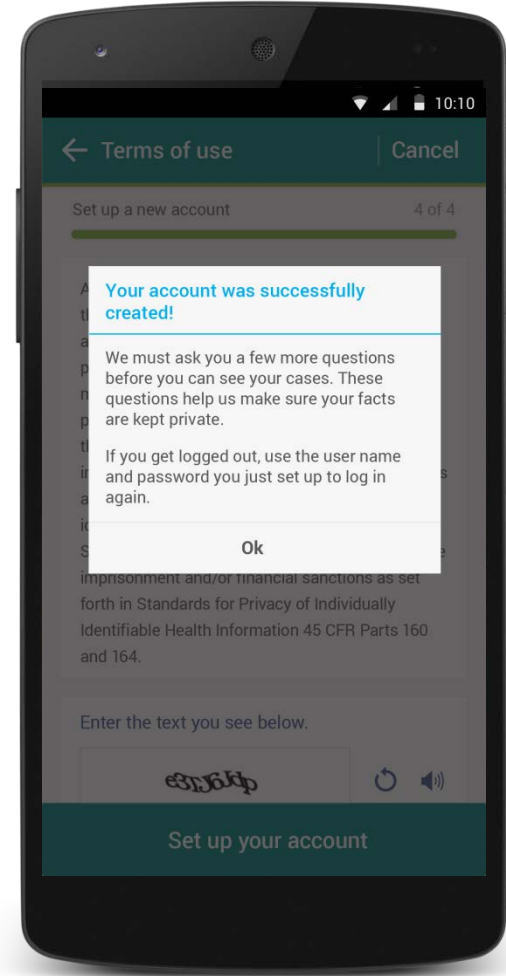 10:10
Terms of use
Cancel
Set up a new account
4 of 4
Your account was successfully
created!
We must ask you a few more questions
before you can see your cases. These
questions help us make sure your facts
are kept private.
If you get logged out, use the user name
and password you just set up to log in
again.
Ok
imprisonment and/or financial sanctions as set
forth in Standards for Privacy of Individually
Identifiable Health Information 45 CFR Parts 160
and 164.
Enter the text you see below.
Set up your account